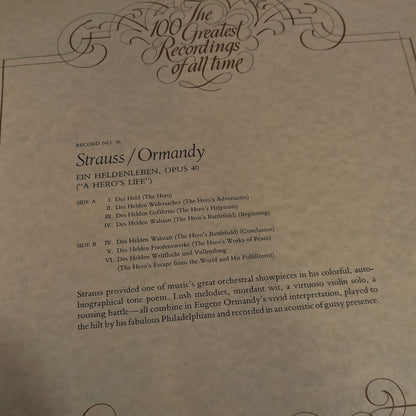 The
100 Greatest
Recordings
of all time
RECORD NO. 16
Strauss/Ormandy
EIN HELDENLEBEN, OPUS 40
("A HERO'S LIFE")
SIDE A I. Der Held (The Hero)
II. Des Helden Widersacher (The Hero's Adversaries)
III. Des Helden Gefährtin (The Hero's Helpmate)
IV. Des Helden Walstatt (The Hero's Battlefield) (Beginning)
SIDE B IV. Des Helden Walstatt (The Hero's Battlefield) (Conclusion)
V. Des Helden Friedenswerke (The Hero's Works of Peace)
VI. Des Helden Weltflucht und Vollendung
(The Hero's Escape from the World and His Fulfillment)
Strauss provided one of music's great orchestral showpieces in his colorful, auto-
biographical tone poem. Lush melodies, mordant wit, a virtuoso violin solo, a
rousing battle—all combine in Eugene Ormandy's vivid interpretation, played to
the hilt by his fabulous Philadelphians and recorded in an acoustic of gutsy presence.